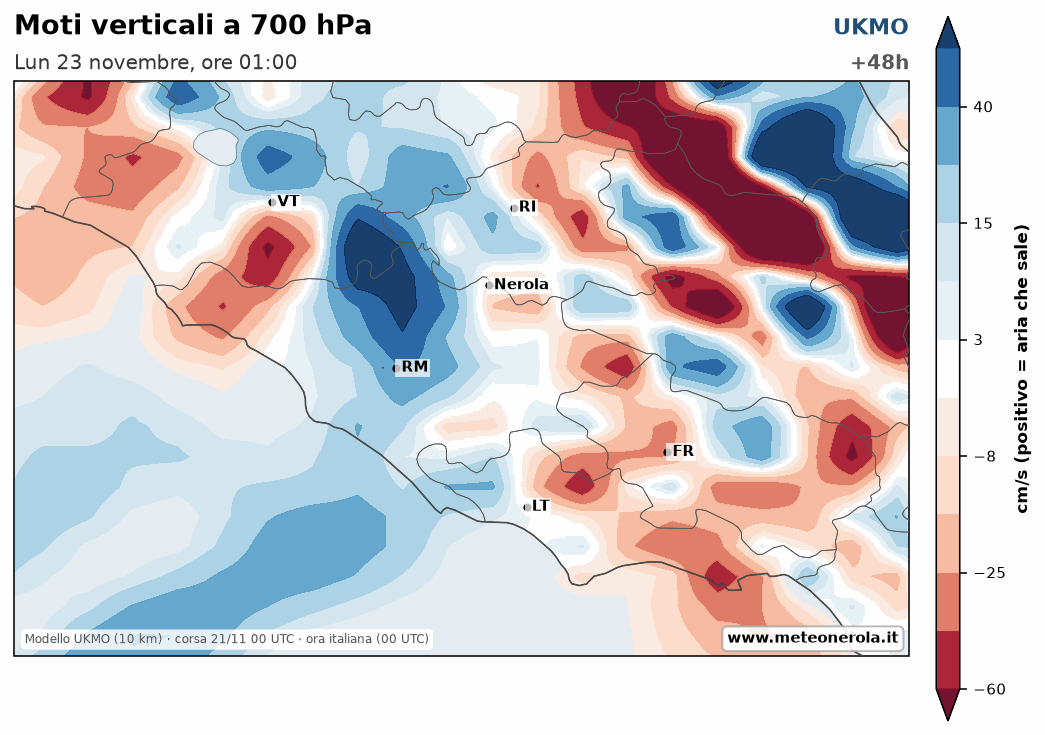 Moti verticali a 700 hPa
UKMO
Lun 23 novembre, ore 01:00
+48h
VT
RI
Nerola
RM
FR
LT
Modello UKMO (10 km) · corsa 21/11 00 UTC · ora italiana (00 UTC)
www.meteonerola.it
40
15
3
−8
−25
−60
cm/s (positivo = aria che sale)